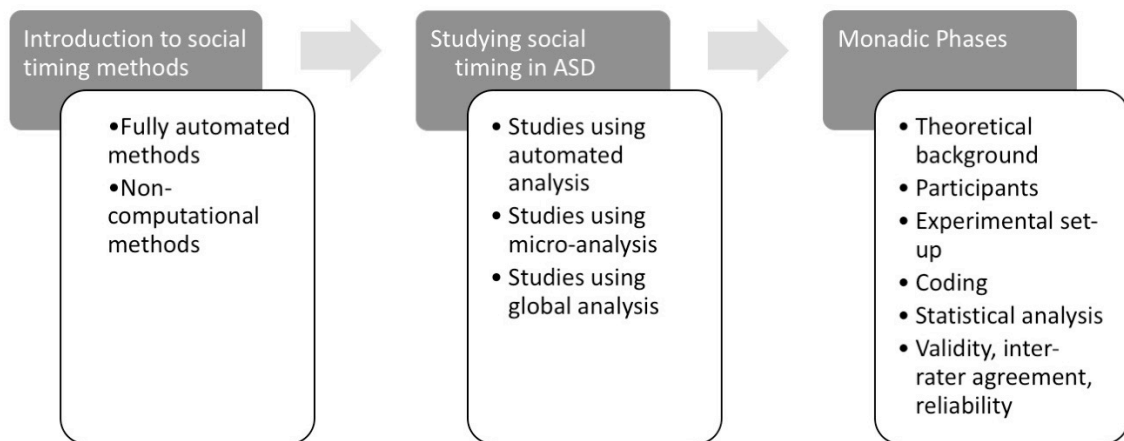 Introduction to social
timing methods
•Fully automated
methods
•Non-
computational
methods
Studying social
timing in ASD
• Studies using
automated
analysis
• Studies using
micro-analysis
• Studies using
global analysis
Monadic Phases
• Theoretical
background
• Participants
• Experimental set-
up
• Coding
• Statistical analysis
• Validity, inter-
rater agreement,
reliability